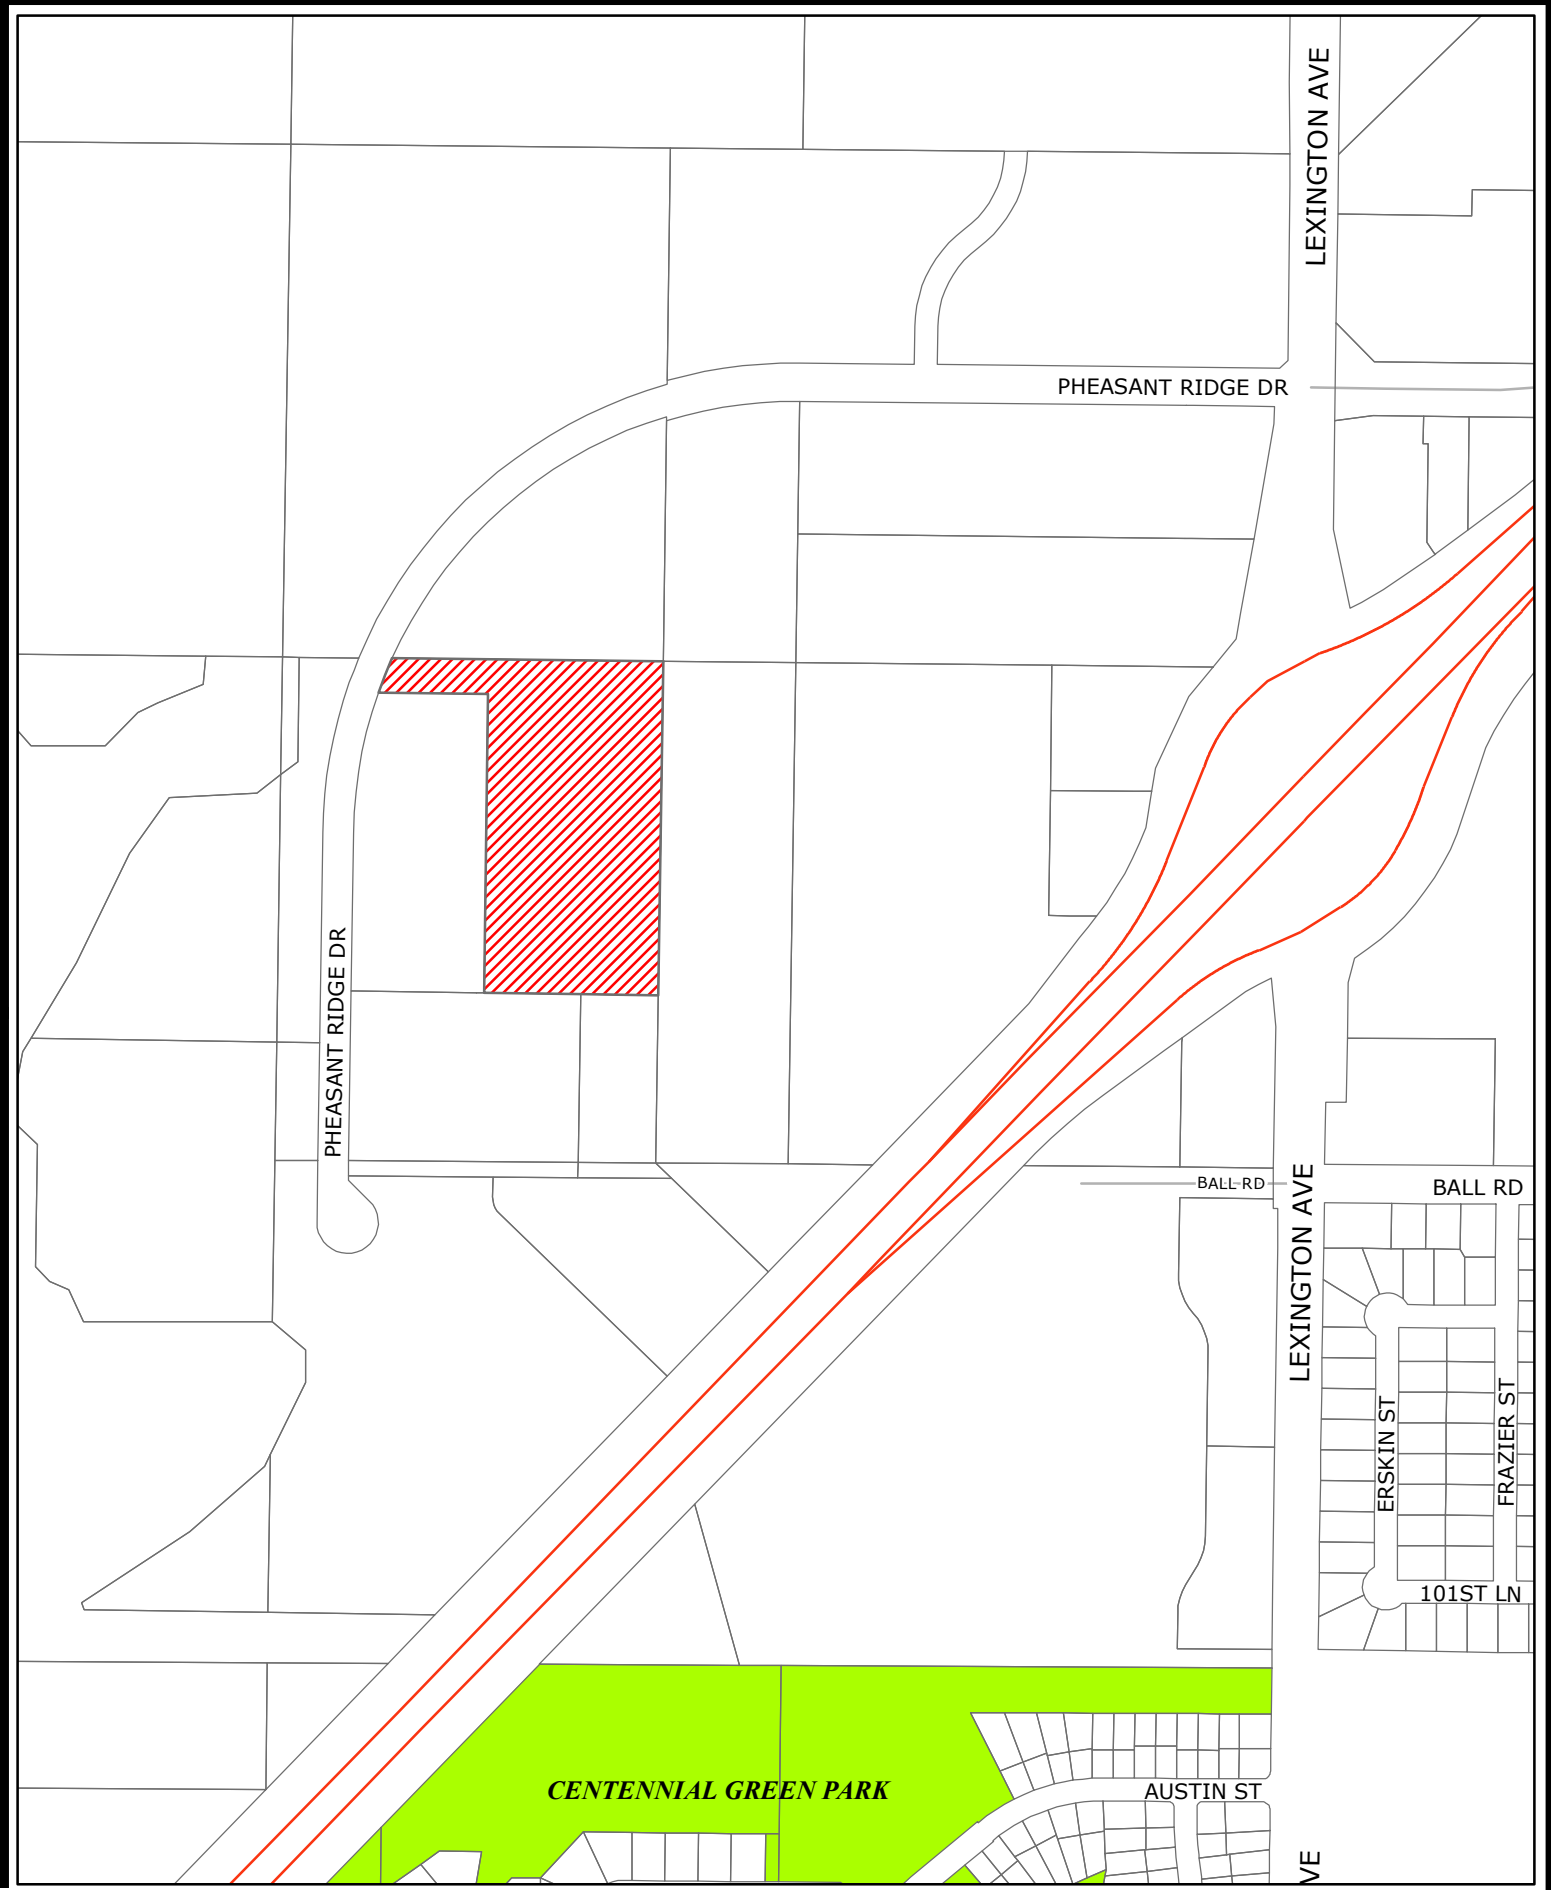 LEXINGTON AVE
PHEASANT RIDGE DR
PHEASANT RIDGE DR
BALL RD
BALL RD
LEXINGTON AVE
ERSKIN ST
FRAZIER ST
101ST LN
CENTENNIAL GREEN PARK
AUSTIN ST
VE